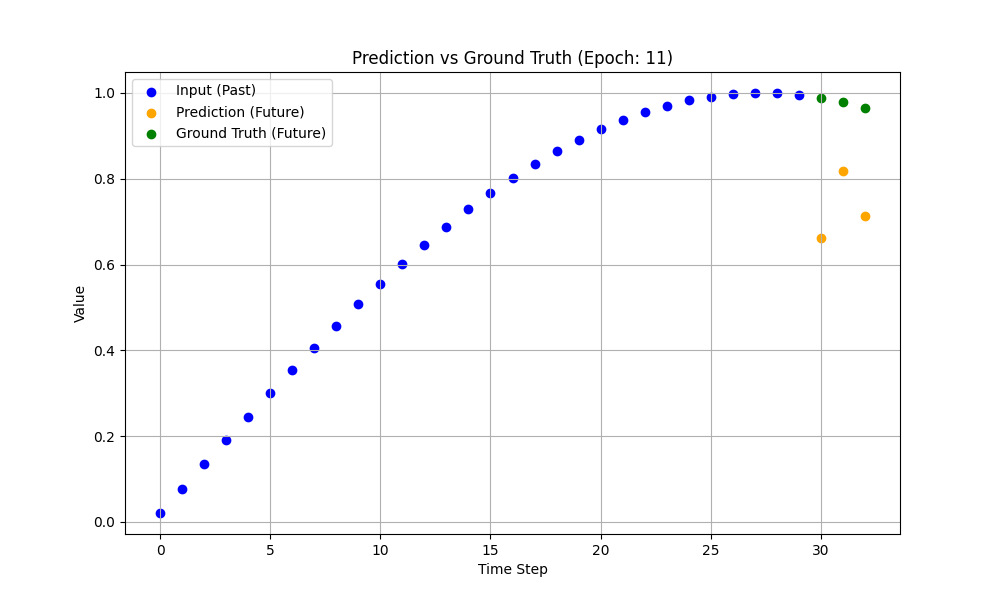 Prediction vs Ground Truth (Epoch: 11)
Input (Past)
Prediction (Future)
Ground Truth (Future)
1.0
0.8
0.6
0.4
0.2
0.0
Value
0 5 10 15 20 25 30
Time Step